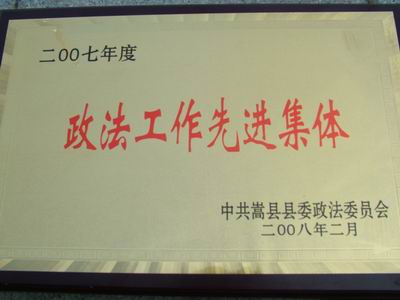 二00七年度
政法工作先进集体
中共嵩县县委政法委员会
二00八年二月